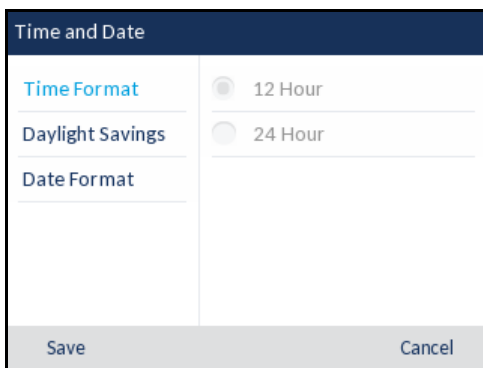 Time and Date
Time Format
Daylight Savings
Date Format
12 Hour
24 Hour
Save
Cancel